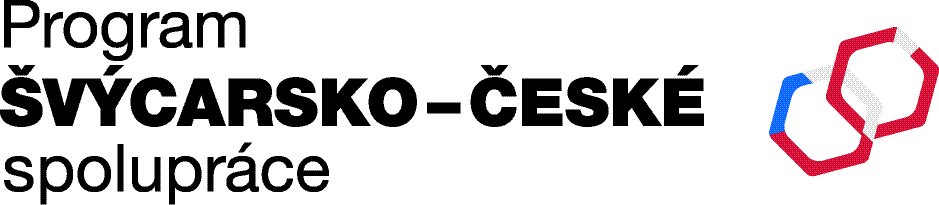 Program
ŠVÝCARSKO – ČESKÉ
spolupráce